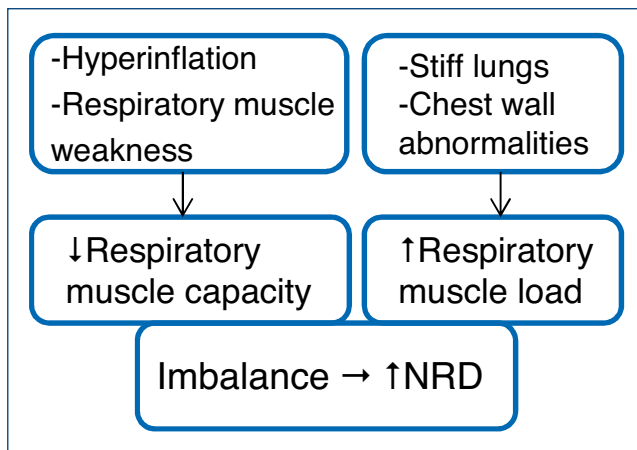 -Hyperinflation
-Respiratory muscle
weakness
-Stiff lungs
-Chest wall
abnormalities
↓Respiratory
muscle capacity
↑Respiratory
muscle load
Imbalance → ↑NRD